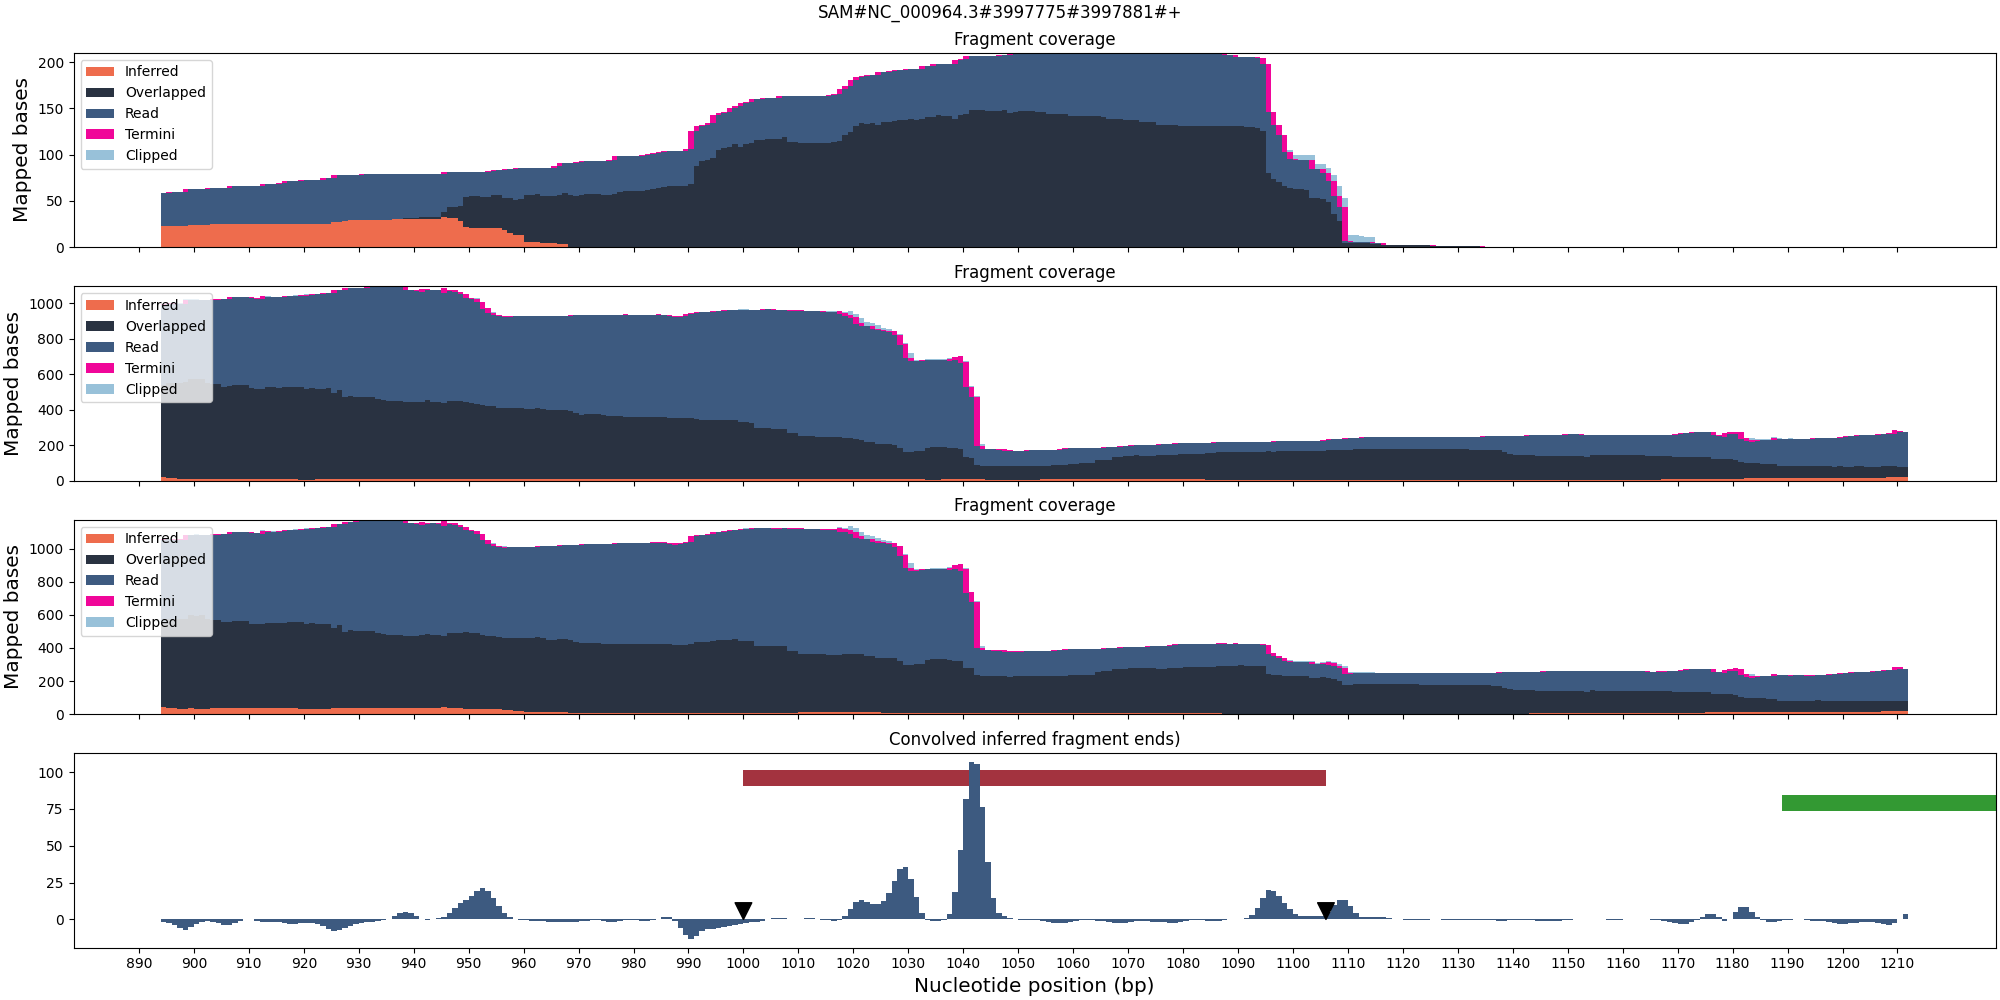 SAM#NC_000964.3#3997775#3997881#+
Fragment coverage
Mapped bases
200
150
100
50
0
Inferred
Overlapped
Read
Termini
Clipped
Fragment coverage
Mapped bases
1000
800
600
400
200
0
Inferred
Overlapped
Read
Termini
Clipped
Fragment coverage
Mapped bases
1000
800
600
400
200
0
Inferred
Overlapped
Read
Termini
Clipped
Convolved inferred fragment ends)
100
75
50
25
0
890 900 910 920 930 940 950 960 970 980 990 1000 1010 1020 1030 1040 1050 1060 1070 1080 1090 1100 1110 1120 1130 1140 1150 1160 1170 1180 1190 1200 1210
Nucleotide position (bp)